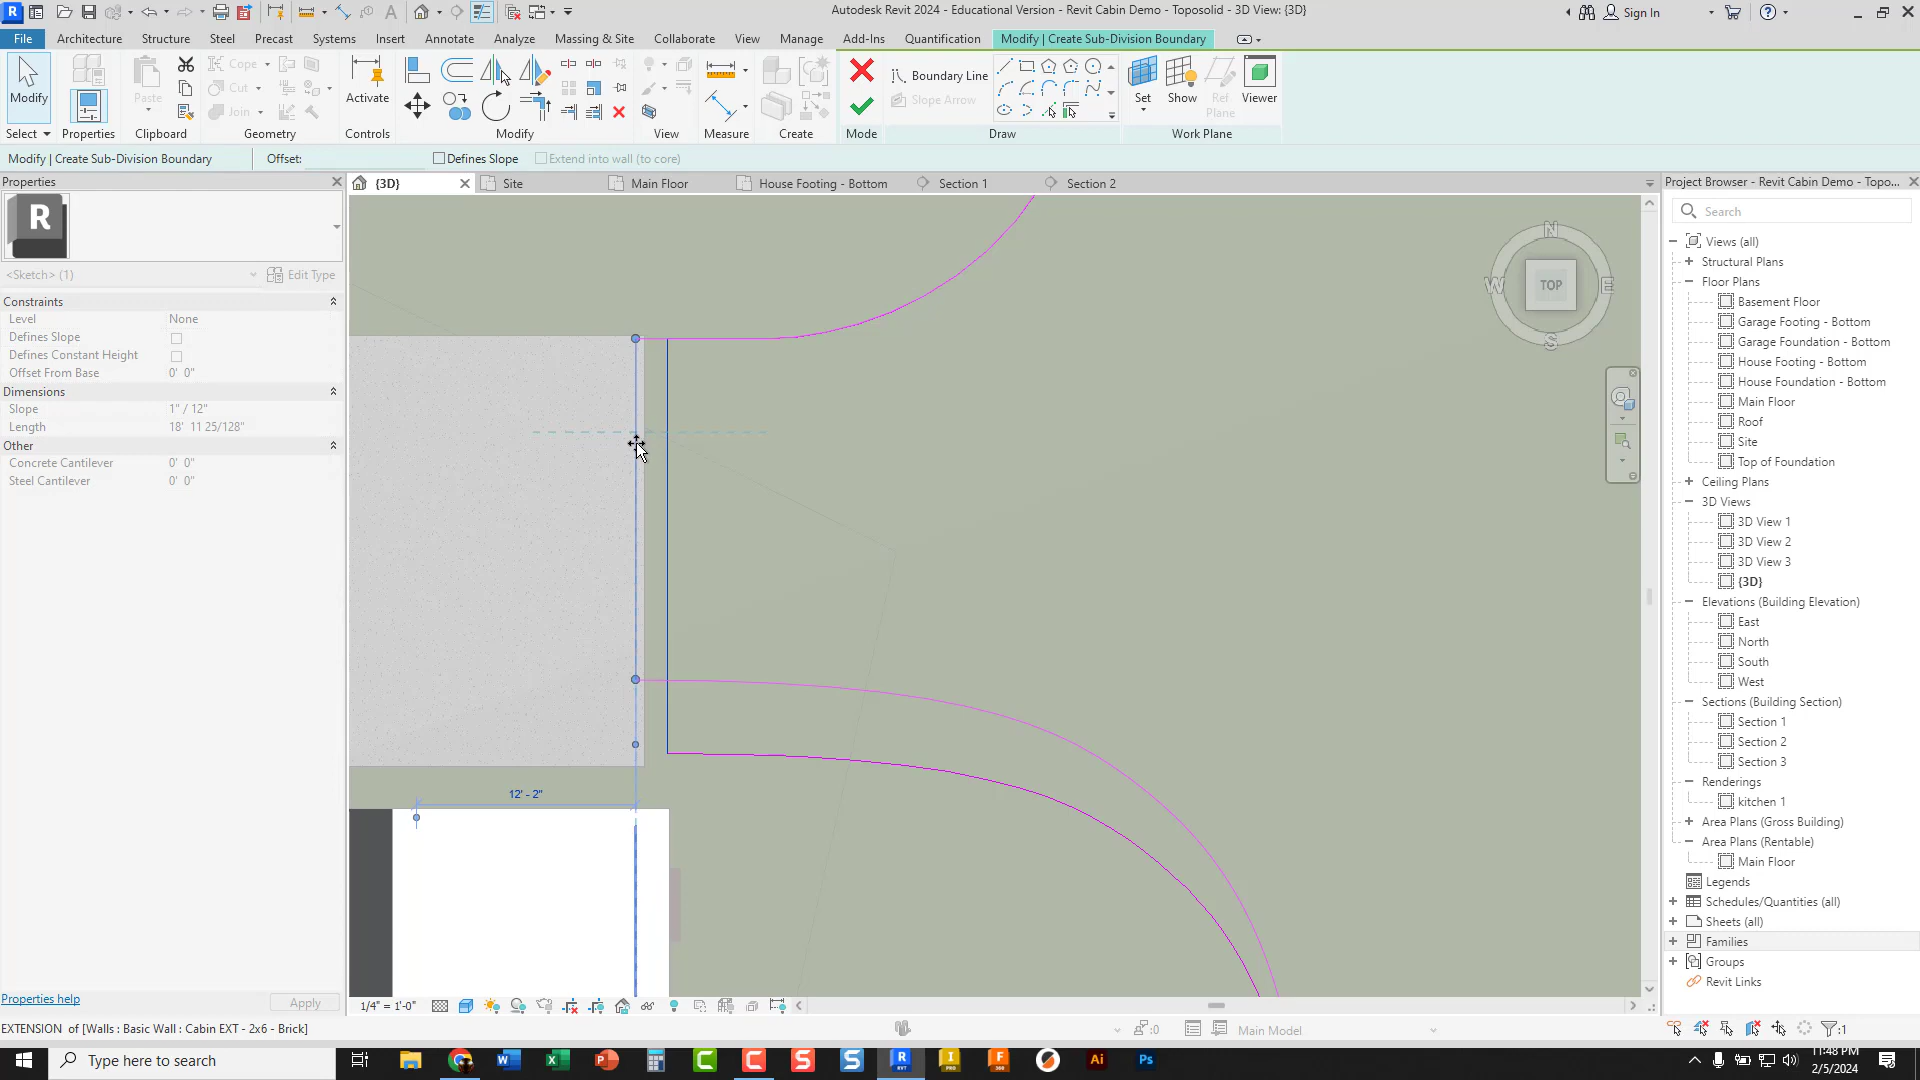 Autodesk Revit 2024 - Educational Version - Revit Cabin Demo - Toposolid - 3D View: {3D}
Sign In
File Architecture Structure Steel Precast Systems Insert Annotate Analyze Massing & Site Collaborate View Manage Add-Ins Quantification Modify | Create Sub-Division Boundary
Modify
Properties
Paste
Cope
Cut
Join
Activate
Boundary Line
Slope Arrow
Set
Show
Ref Plane
Viewer
Select Properties Clipboard Geometry Controls Modify View Measure Create Mode Draw Work Plane
Modify | Create Sub-Division Boundary Offset: Defines Slope Extend into wall (to core)
Properties
{3D}
Site
Main Floor
House Footing - Bottom
Section 1
Section 2
Project Browser - Revit Cabin Demo - Topo...
R
<Sketch> (1) Edit Type
Constraints
Level None
Defines Slope
Defines Constant Height
Offset From Base 0' 0"
Dimensions
Slope 1" / 12"
Length 18' 11 25/128"
Other
Concrete Cantilever 0' 0"
Steel Cantilever 0' 0"
Properties help Apply
N
W TOP E
S
12' - 2"
Search
Views (all)
Structural Plans
Floor Plans
Basement Floor
Garage Footing - Bottom
Garage Foundation - Bottom
House Footing - Bottom
House Foundation - Bottom
Main Floor
Roof
Site
Top of Foundation
Ceiling Plans
3D Views
3D View 1
3D View 2
3D View 3
{3D}
Elevations (Building Elevation)
East
North
South
West
Sections (Building Section)
Section 1
Section 2
Section 3
Renderings
kitchen 1
Area Plans (Gross Building)
Area Plans (Rentable)
Main Floor
Legends
Schedules/Quantities (all)
Sheets (all)
Families
Groups
Revit Links
1/4" = 1'-0"
EXTENSION of [Walls : Basic Wall : Cabin EXT - 2x6 - Brick]
:0
Main Model
:1
Type here to search
11:48 PM
2/5/2024